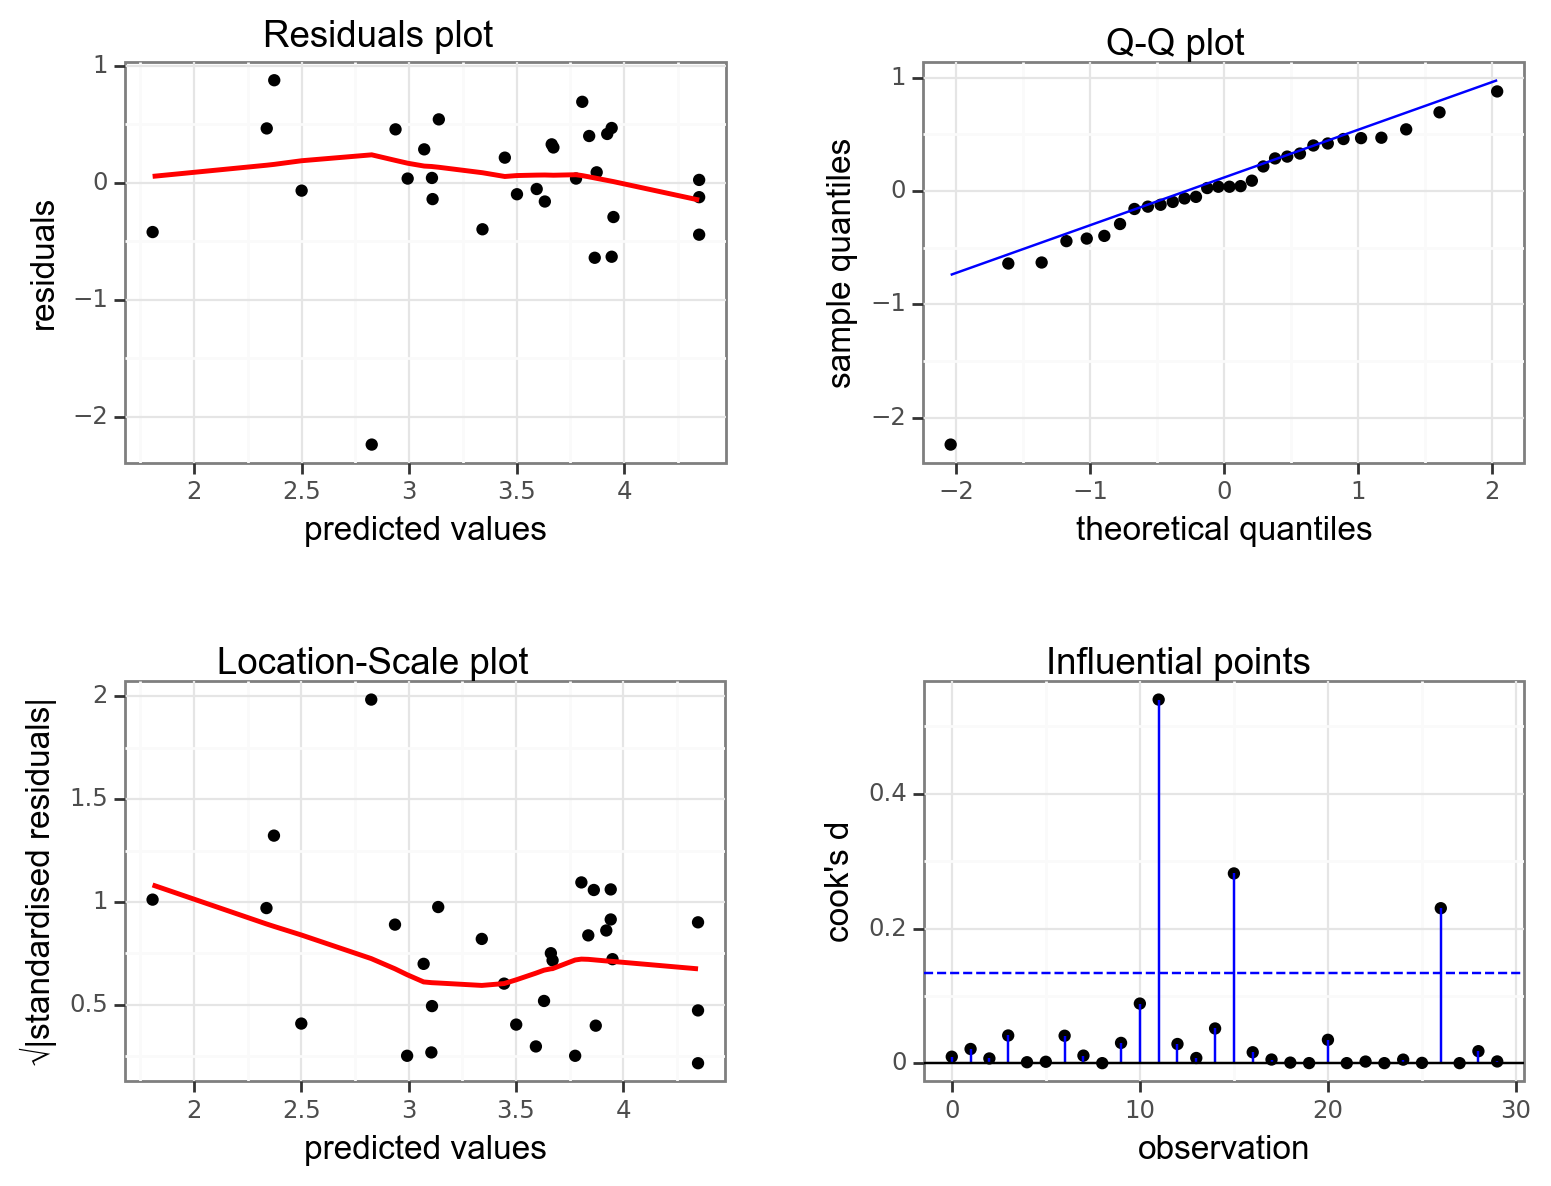 Residuals plot
1
0
−1
−2
residuals
2
2.5
3
3.5
4
predicted values
Q-Q plot
1
0
−1
−2
sample quantiles
−2
−1
0
1
2
theoretical quantiles
Location-Scale plot
2
1.5
1
0.5
√|standardised residuals|
2
2.5
3
3.5
4
predicted values
Influential points
0.4
0.2
0
cook's d
0
10
20
30
observation